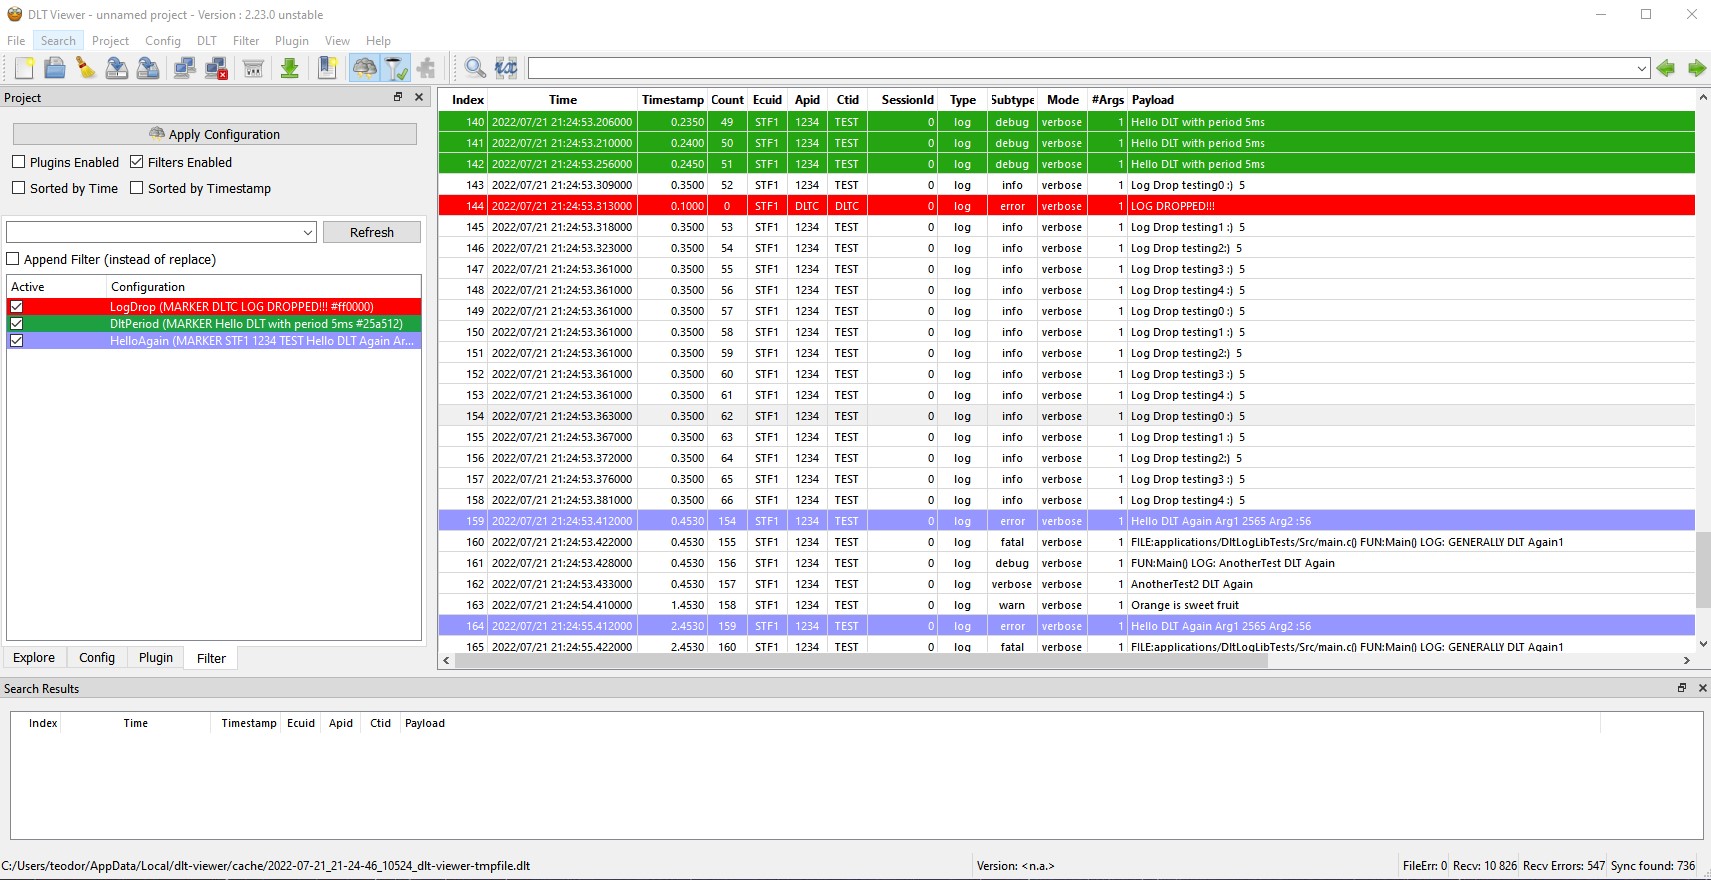 DLT Viewer - unnamed project - Version : 2.23.0 unstable
File Search Project Config DLT Filter Plugin View Help
Project
Apply Configuration
Plugins Enabled Filters Enabled
Sorted by Time Sorted by Timestamp
Refresh
Append Filter (instead of replace)
Active Configuration
LogDrop (MARKER DLTC LOG DROPPED!!! #ff0000)
DltPeriod (MARKER Hello DLT with period 5ms #25a512)
HelloAgain (MARKER STF1 1234 TEST Hello DLT Again Ar...
Explore Config Plugin Filter
Index Time Timestamp Count Ecuid Apid Ctid SessionId Type Subtype Mode #Args Payload
140 2022/07/21 21:24:53.206000 0.2350 49 STF1 1234 TEST 0 log debug verbose 1 Hello DLT with period 5ms
141 2022/07/21 21:24:53.210000 0.2400 50 STF1 1234 TEST 0 log debug verbose 1 Hello DLT with period 5ms
142 2022/07/21 21:24:53.256000 0.2450 51 STF1 1234 TEST 0 log debug verbose 1 Hello DLT with period 5ms
143 2022/07/21 21:24:53.309000 0.3500 52 STF1 1234 TEST 0 log info verbose 1 Log Drop testing0 :) 5
144 2022/07/21 21:24:53.313000 0.1000 0 STF1 DLTC DLTC 0 log error verbose 1 LOG DROPPED!!!
145 2022/07/21 21:24:53.318000 0.3500 53 STF1 1234 TEST 0 log info verbose 1 Log Drop testing1 :) 5
146 2022/07/21 21:24:53.323000 0.3500 54 STF1 1234 TEST 0 log info verbose 1 Log Drop testing2:) 5
147 2022/07/21 21:24:53.361000 0.3500 55 STF1 1234 TEST 0 log info verbose 1 Log Drop testing3 :) 5
148 2022/07/21 21:24:53.361000 0.3500 56 STF1 1234 TEST 0 log info verbose 1 Log Drop testing4 :) 5
149 2022/07/21 21:24:53.361000 0.3500 57 STF1 1234 TEST 0 log info verbose 1 Log Drop testing0 :) 5
150 2022/07/21 21:24:53.361000 0.3500 58 STF1 1234 TEST 0 log info verbose 1 Log Drop testing1 :) 5
151 2022/07/21 21:24:53.361000 0.3500 59 STF1 1234 TEST 0 log info verbose 1 Log Drop testing2:) 5
152 2022/07/21 21:24:53.361000 0.3500 60 STF1 1234 TEST 0 log info verbose 1 Log Drop testing3 :) 5
153 2022/07/21 21:24:53.361000 0.3500 61 STF1 1234 TEST 0 log info verbose 1 Log Drop testing4 :) 5
154 2022/07/21 21:24:53.363000 0.3500 62 STF1 1234 TEST 0 log info verbose 1 Log Drop testing0 :) 5
155 2022/07/21 21:24:53.367000 0.3500 63 STF1 1234 TEST 0 log info verbose 1 Log Drop testing1 :) 5
156 2022/07/21 21:24:53.372000 0.3500 64 STF1 1234 TEST 0 log info verbose 1 Log Drop testing2:) 5
157 2022/07/21 21:24:53.376000 0.3500 65 STF1 1234 TEST 0 log info verbose 1 Log Drop testing3 :) 5
158 2022/07/21 21:24:53.381000 0.3500 66 STF1 1234 TEST 0 log info verbose 1 Log Drop testing4 :) 5
159 2022/07/21 21:24:53.412000 0.4530 154 STF1 1234 TEST 0 log error verbose 1 Hello DLT Again Arg1 2565 Arg2 :56
160 2022/07/21 21:24:53.422000 0.4530 155 STF1 1234 TEST 0 log fatal verbose 1 FILE:applications/DltLogLibTests/Src/main.c() FUN:Main() LOG: GENERALLY DLT Again1
161 2022/07/21 21:24:53.428000 0.4530 156 STF1 1234 TEST 0 log debug verbose 1 FUN:Main() LOG: AnotherTest DLT Again
162 2022/07/21 21:24:53.433000 0.4530 157 STF1 1234 TEST 0 log verbose verbose 1 AnotherTest2 DLT Again
163 2022/07/21 21:24:54.410000 1.4530 158 STF1 1234 TEST 0 log warn verbose 1 Orange is sweet fruit
164 2022/07/21 21:24:55.412000 2.4530 159 STF1 1234 TEST 0 log error verbose 1 Hello DLT Again Arg1 2565 Arg2 :56
165 2022/07/21 21:24:55.422000 2.4530 160 STF1 1234 TEST 0 log fatal verbose 1 FILE:applications/DltLogLibTests/Src/main.c() FUN:Main() LOG: GENERALLY DLT Again1
Search Results
Index Time Timestamp Ecuid Apid Ctid Payload
C:/Users/teodor/AppData/Local/dlt-viewer/cache/2022-07-21_21-24-46_10524_dlt-viewer-tmpfile.dlt Version: <n.a.> FileErr: 0 Recv: 10 826 Recv Errors: 547 Sync found: 736